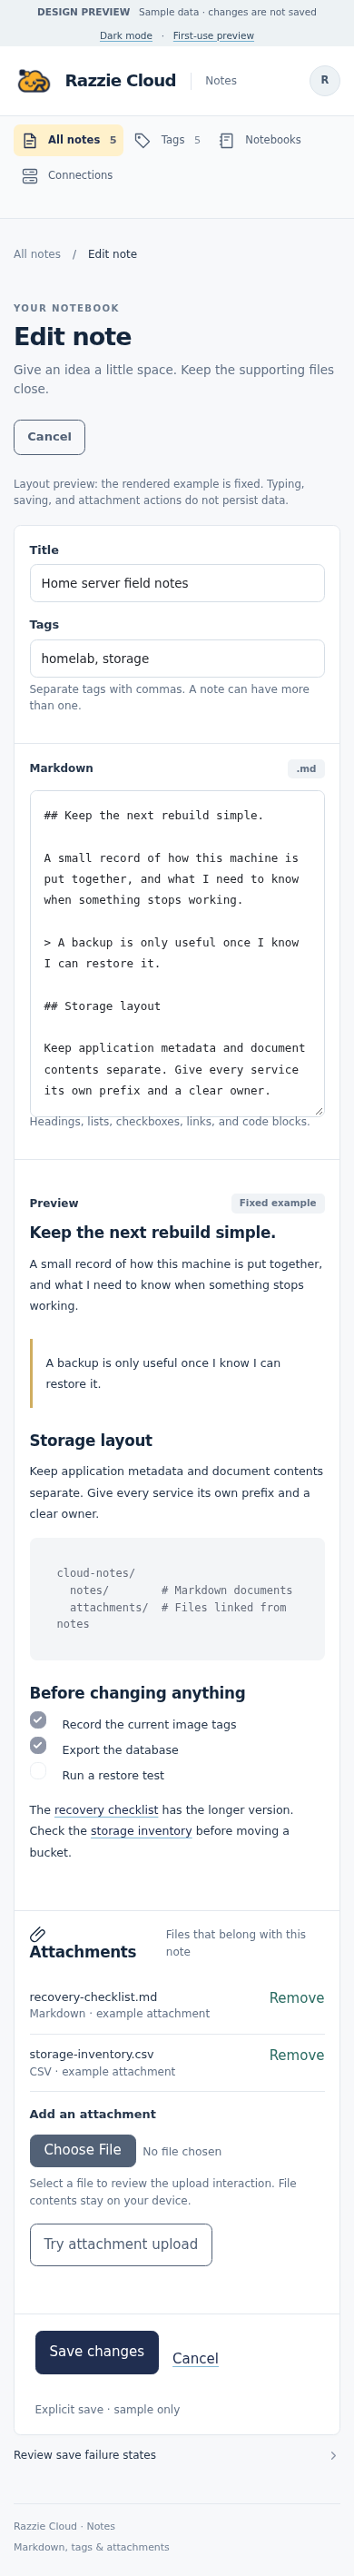 DESIGN PREVIEW Sample data · changes are not saved
Dark mode · First-use preview
Razzie Cloud Notes R
All notes 5 Tags 5 Notebooks
Connections
All notes / Edit note
YOUR NOTEBOOK
Edit note
Give an idea a little space. Keep the supporting files
close.
Cancel
Layout preview: the rendered example is fixed. Typing,
saving, and attachment actions do not persist data.
Title
Home server field notes
Tags
homelab, storage
Separate tags with commas. A note can have more
than one.
Markdown .md
## Keep the next rebuild simple.
A small record of how this machine is
put together, and what I need to know
when something stops working.
> A backup is only useful once I know
I can restore it.
## Storage layout
Keep application metadata and document
contents separate. Give every service
its own prefix and a clear owner.
Headings, lists, checkboxes, links, and code blocks.
Preview Fixed example
Keep the next rebuild simple.
A small record of how this machine is put together,
and what I need to know when something stops
working.
A backup is only useful once I know I can
restore it.
Storage layout
Keep application metadata and document contents
separate. Give every service its own prefix and a
clear owner.
cloud-notes/
notes/ # Markdown documents
attachments/ # Files linked from
notes
Before changing anything
Record the current image tags
Export the database
Run a restore test
The recovery checklist has the longer version.
Check the storage inventory before moving a
bucket.
Attachments
Files that belong with this
note
recovery-checklist.md Remove
Markdown · example attachment
storage-inventory.csv Remove
CSV · example attachment
Add an attachment
Choose File No file chosen
Select a file to review the upload interaction. File
contents stay on your device.
Try attachment upload
Save changes Cancel
Explicit save · sample only
Review save failure states
Razzie Cloud · Notes
Markdown, tags & attachments